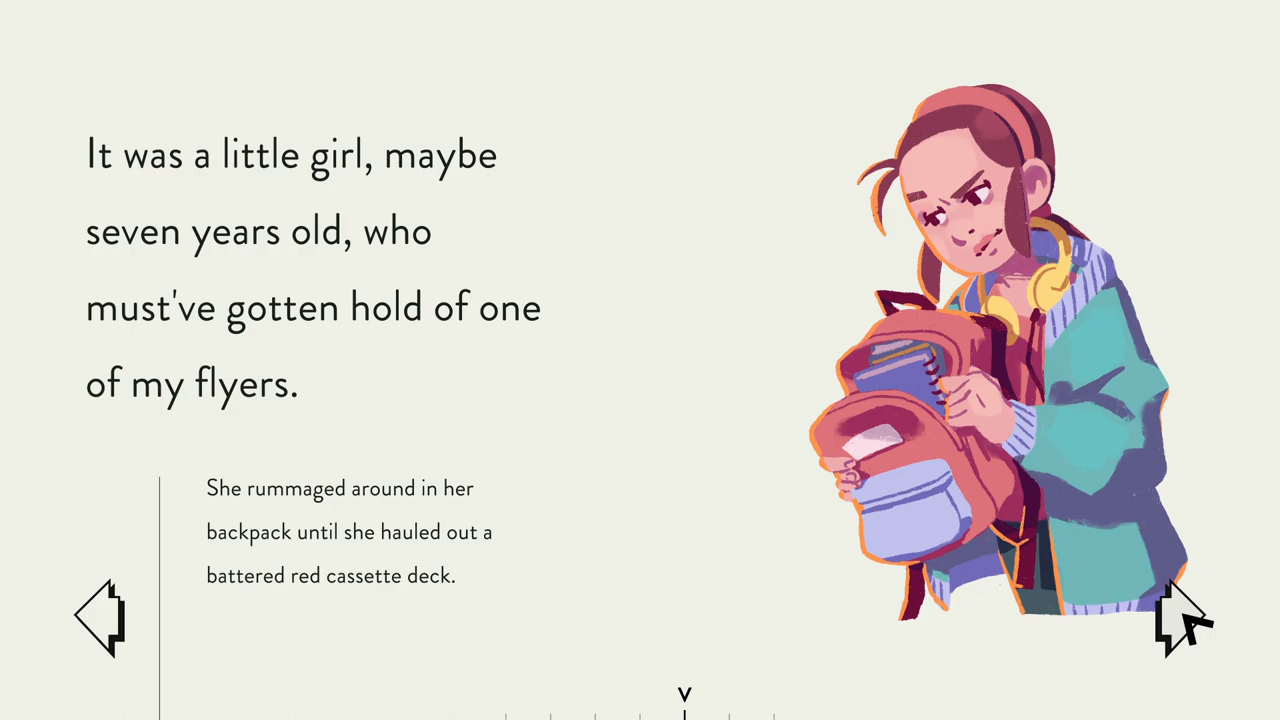 It was a little girl, maybe
seven years old, who
must've gotten hold of one
of my flyers.
She rummaged around in her
backpack until she hauled out a
battered red cassette deck.